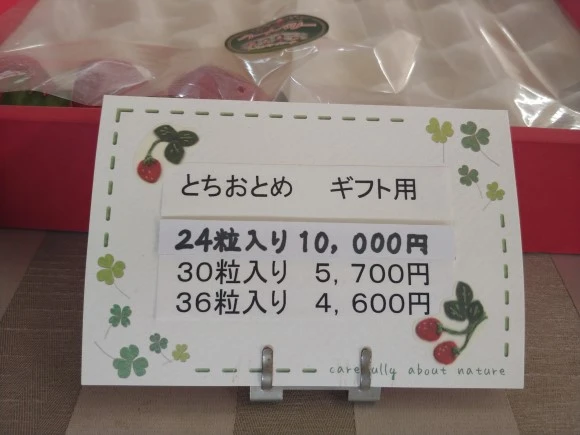 とちおとめ ギフト用
24粒入り 10,000円
30粒入り 5,700円
36粒入り 4,600円
carefully about nature